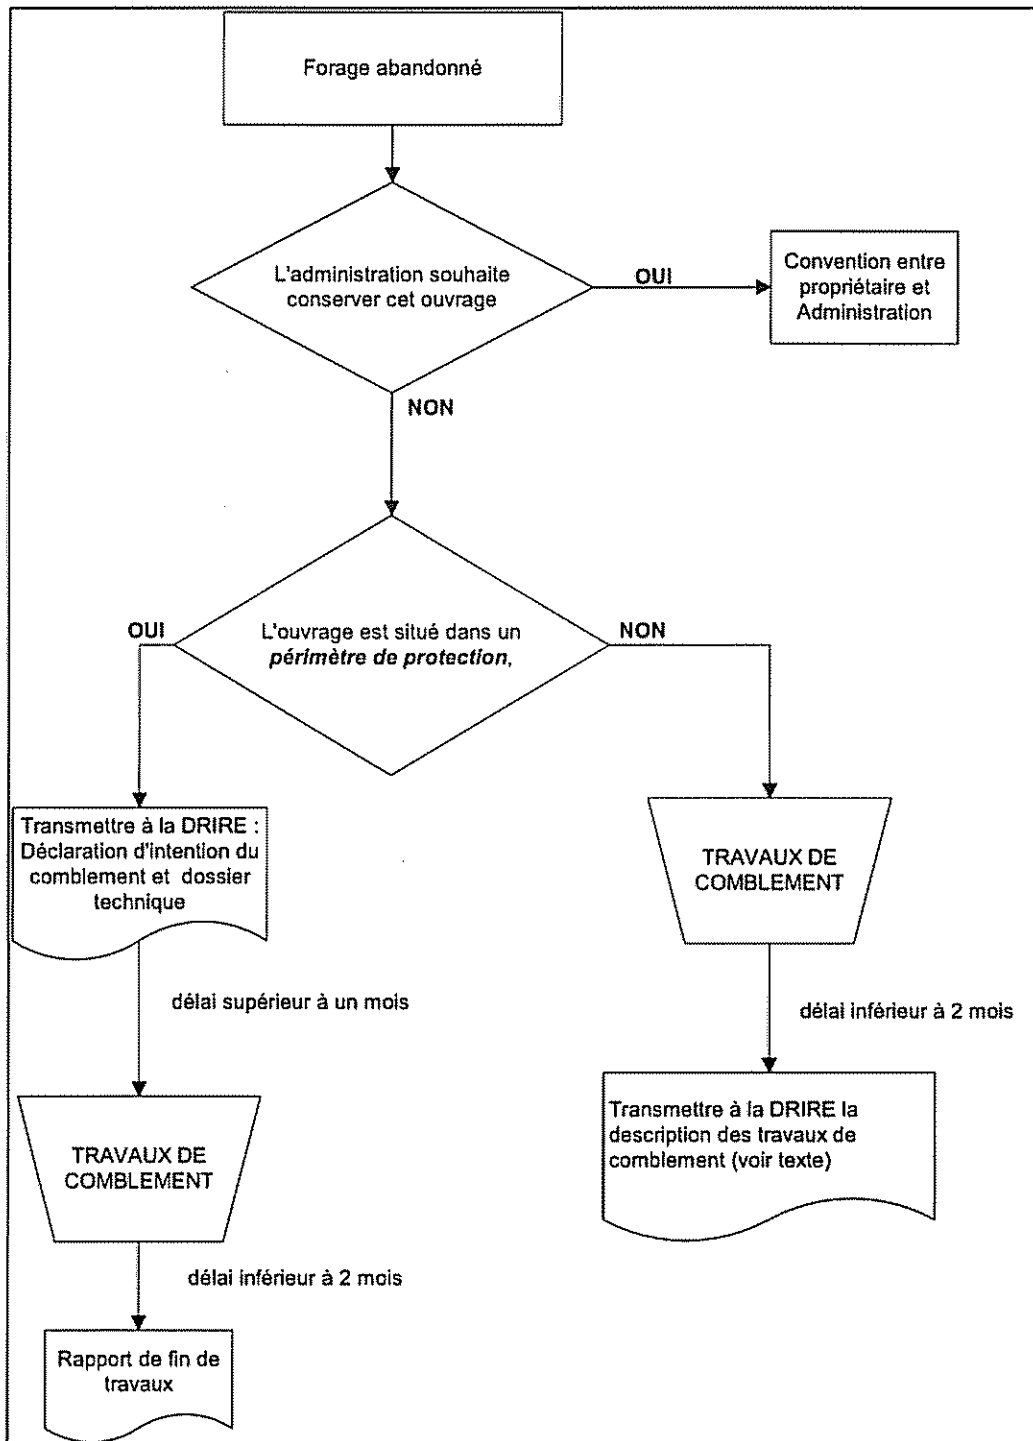 Forage abandonné
L'administration souhaite
conserver cet ouvrage
OUI
Convention entre
propriétaire et
Administration
NON
L'ouvrage est situé dans un
périmètre de protection,
OUI
NON
Transmettre à la DRIRE :
Déclaration d'intention du
comblement et dossier
technique
délai supérieur à un mois
TRAVAUX DE
COMBLEMENT
délai inférieur à 2 mois
Rapport de fin de
travaux
TRAVAUX DE
COMBLEMENT
délai inférieur à 2 mois
Transmettre à la DRIRE la
description des travaux de
comblement (voir texte)